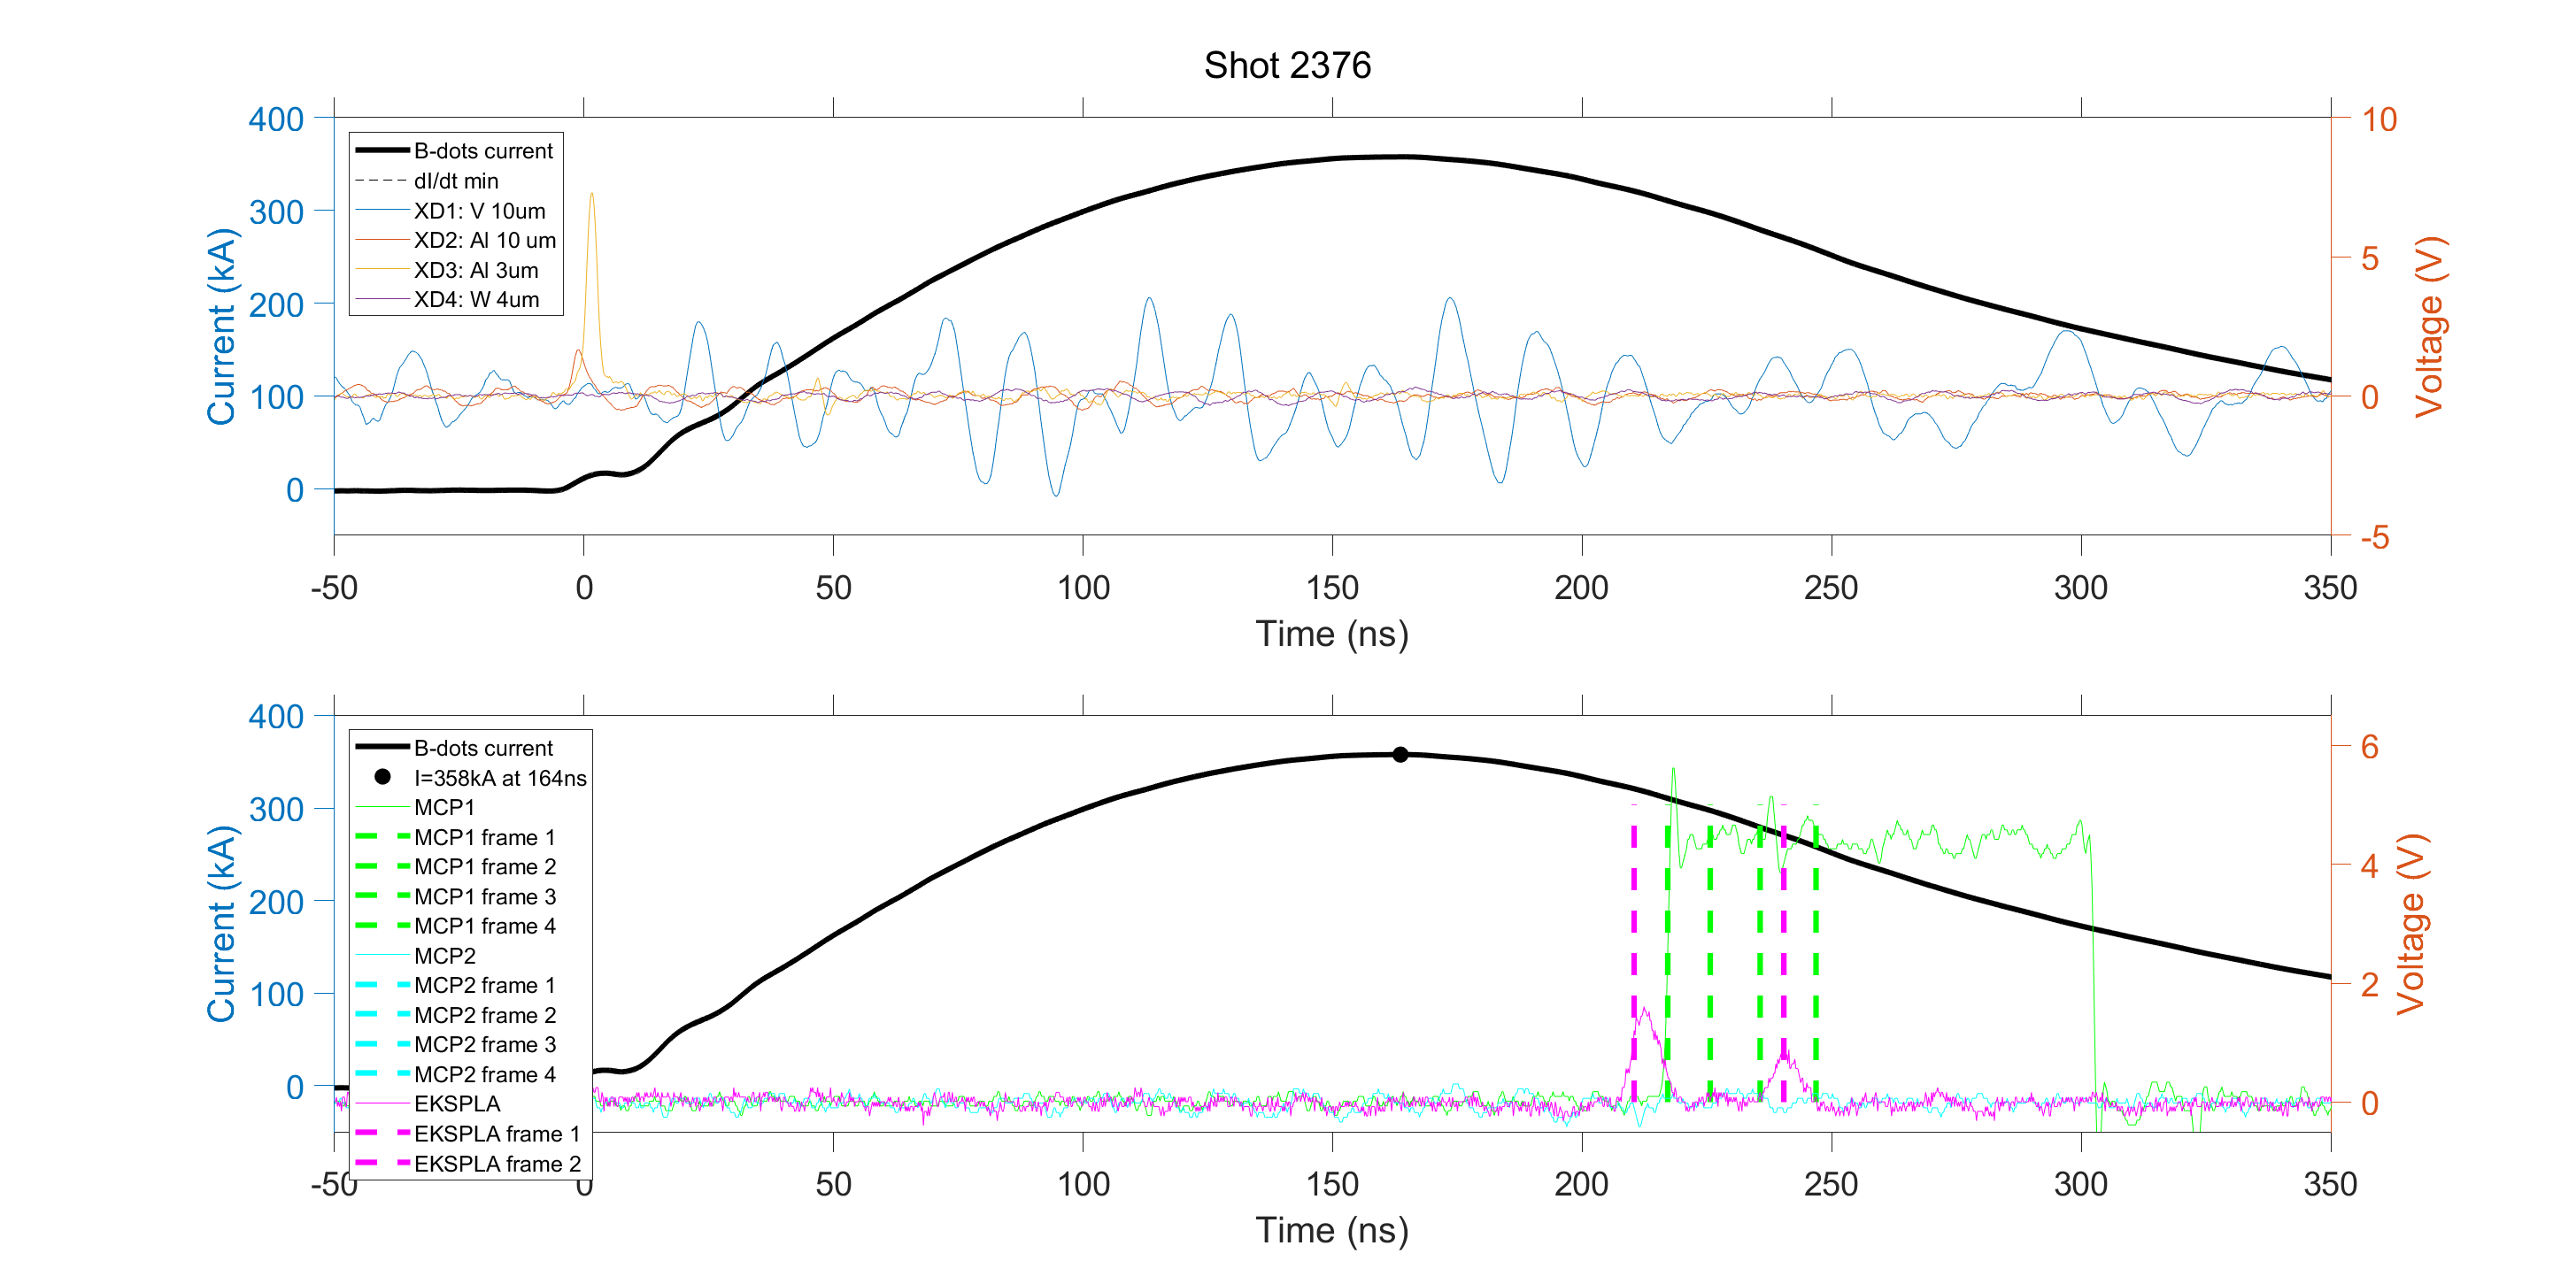 Shot 2376
400
300
200
100
0
Current (kA)
B-dots current
dI/dt min
XD1: V 10um
XD2: Al 10 um
XD3: Al 3um
XD4: W 4um
10
5
0
-5
Voltage (V)
-50 0 50 100 150 200 250 300 350
Time (ns)
400
300
200
100
0
Current (kA)
B-dots current
I=358kA at 164ns
MCP1
MCP1 frame 1
MCP1 frame 2
MCP1 frame 3
MCP1 frame 4
MCP2
MCP2 frame 1
MCP2 frame 2
MCP2 frame 3
MCP2 frame 4
EKSPLA
EKSPLA frame 1
EKSPLA frame 2
6
4
2
0
Voltage (V)
-50 0 50 100 150 200 250 300 350
Time (ns)